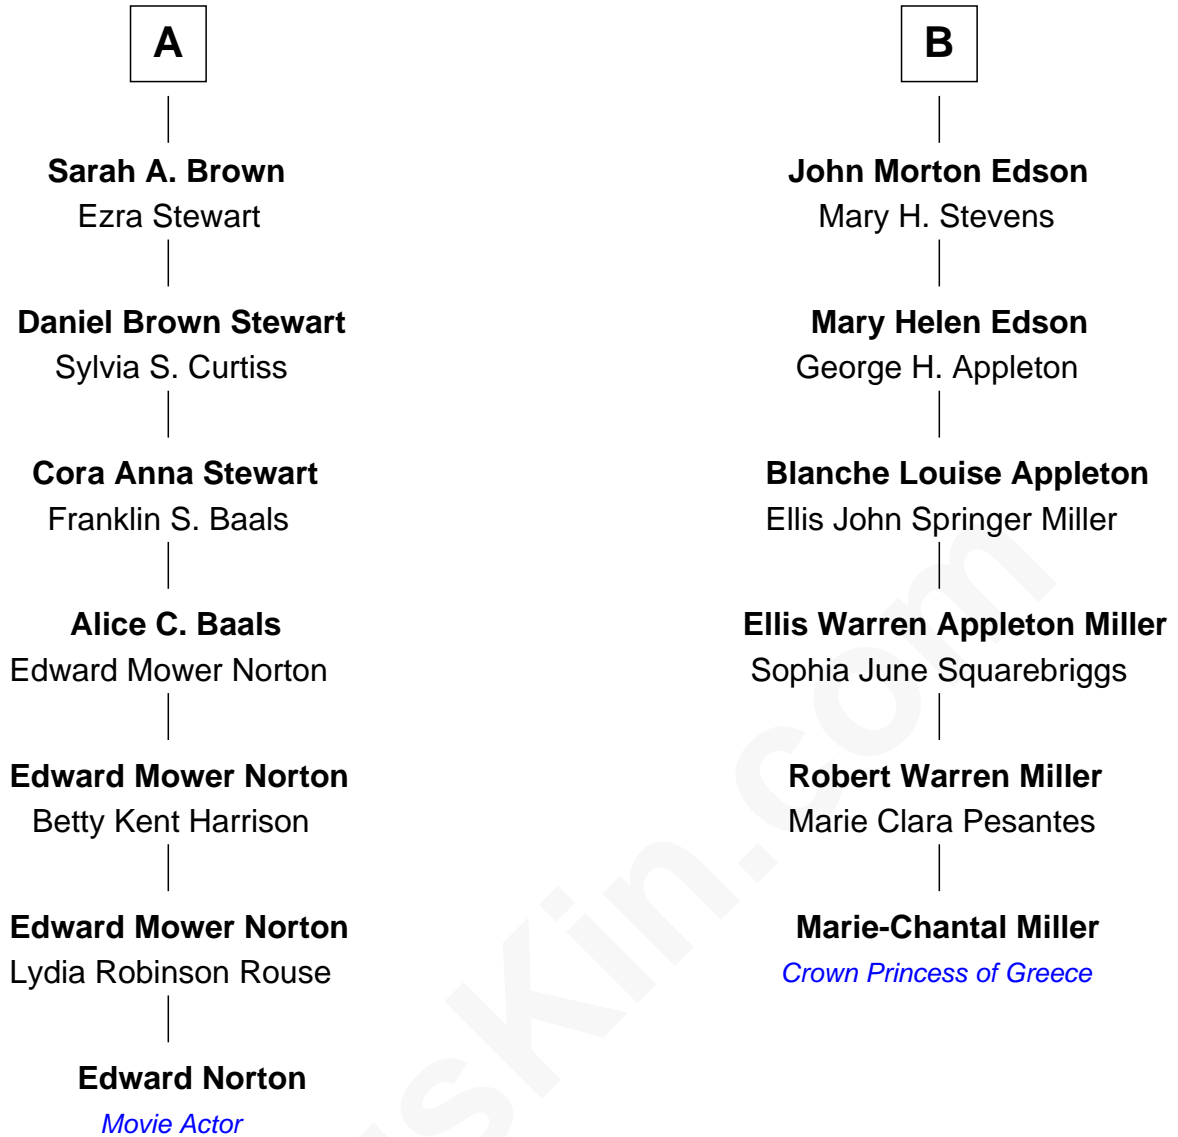 A
Sarah A. Brown
Ezra Stewart
Daniel Brown Stewart
Sylvia S. Curtiss
Cora Anna Stewart
Franklin S. Baals
Alice C. Baals
Edward Mower Norton
Edward Mower Norton
Betty Kent Harrison
Edward Mower Norton
Lydia Robinson Rouse
Edward Norton
Movie Actor
B
John Morton Edson
Mary H. Stevens
Mary Helen Edson
George H. Appleton
Blanche Louise Appleton
Ellis John Springer Miller
Ellis Warren Appleton Miller
Sophia June Squarebriggs
Robert Warren Miller
Marie Clara Pesantes
Marie-Chantal Miller
Crown Princess of Greece